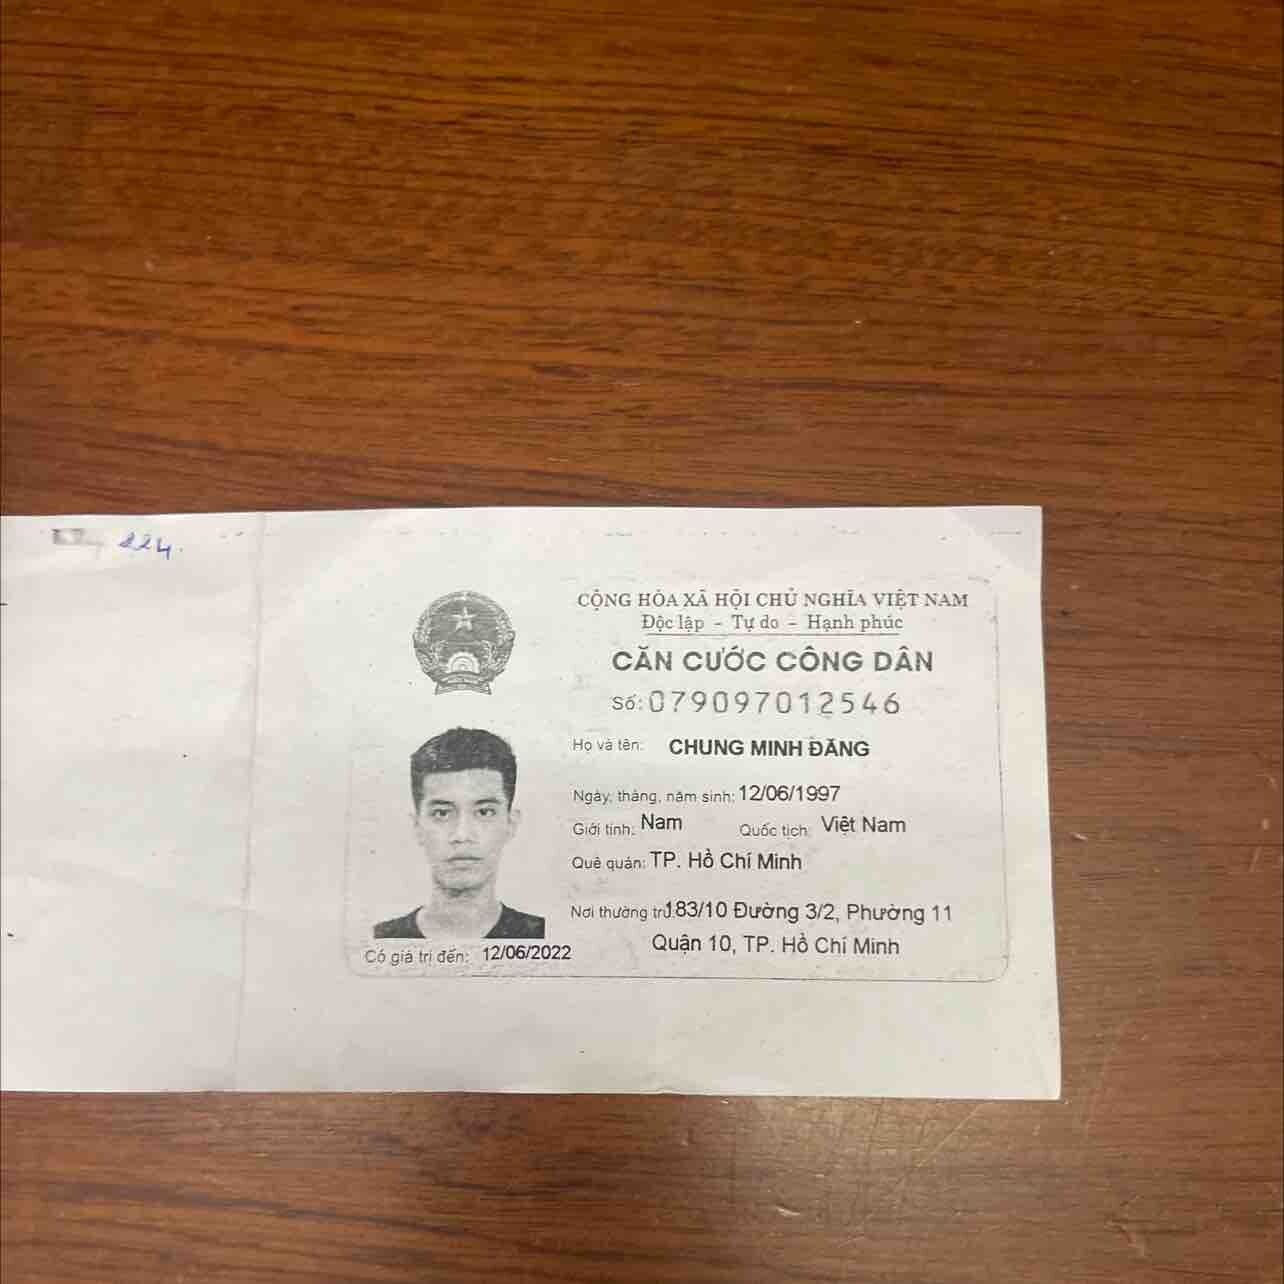 224.
CỘNG HÒA XÃ HỘI CHỦ NGHĨA VIỆT NAM
Độc lập - Tự do - Hạnh phúc
CĂN CƯỚC CÔNG DÂN
Số: 079097012546
Họ và tên: CHUNG MINH ĐĂNG
Ngày, tháng, năm sinh: 12/06/1997
Giới tính: Nam Quốc tịch: Việt Nam
Quê quán: TP. Hồ Chí Minh
Nơi thường trú: 183/10 Đường 3/2, Phường 11
Quận 10, TP. Hồ Chí Minh
Có giá trị đến: 12/06/2022